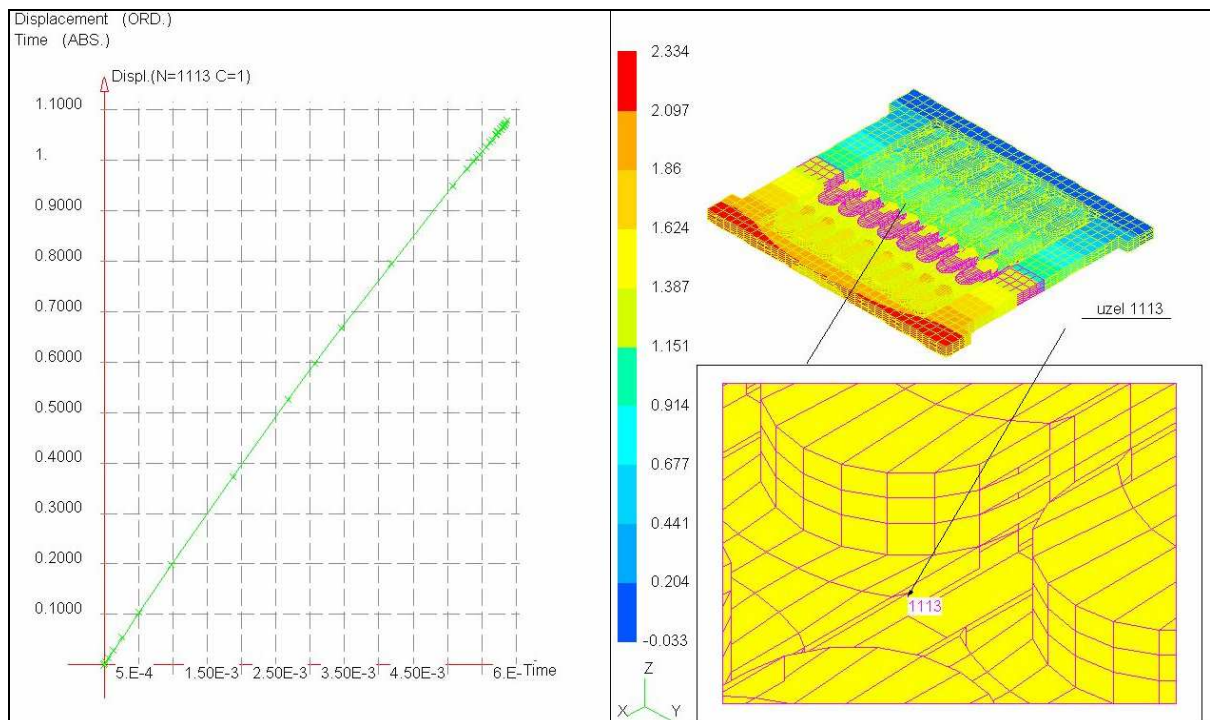 Displacement (ORD.)
Time (ABS.)
Displ.(N=1113 C=1)
1.1000
1.
0.9000
0.8000
0.7000
0.6000
0.5000
0.4000
0.3000
0.2000
0.1000
5.E-4
1.50E-3
2.50E-3
3.50E-3
4.50E-3
6.E-
Time
2.334
2.097
1.86
1.624
1.387
1.151
0.914
0.677
0.441
0.204
-0.033
Z
X
Y
uzel 1113
1113